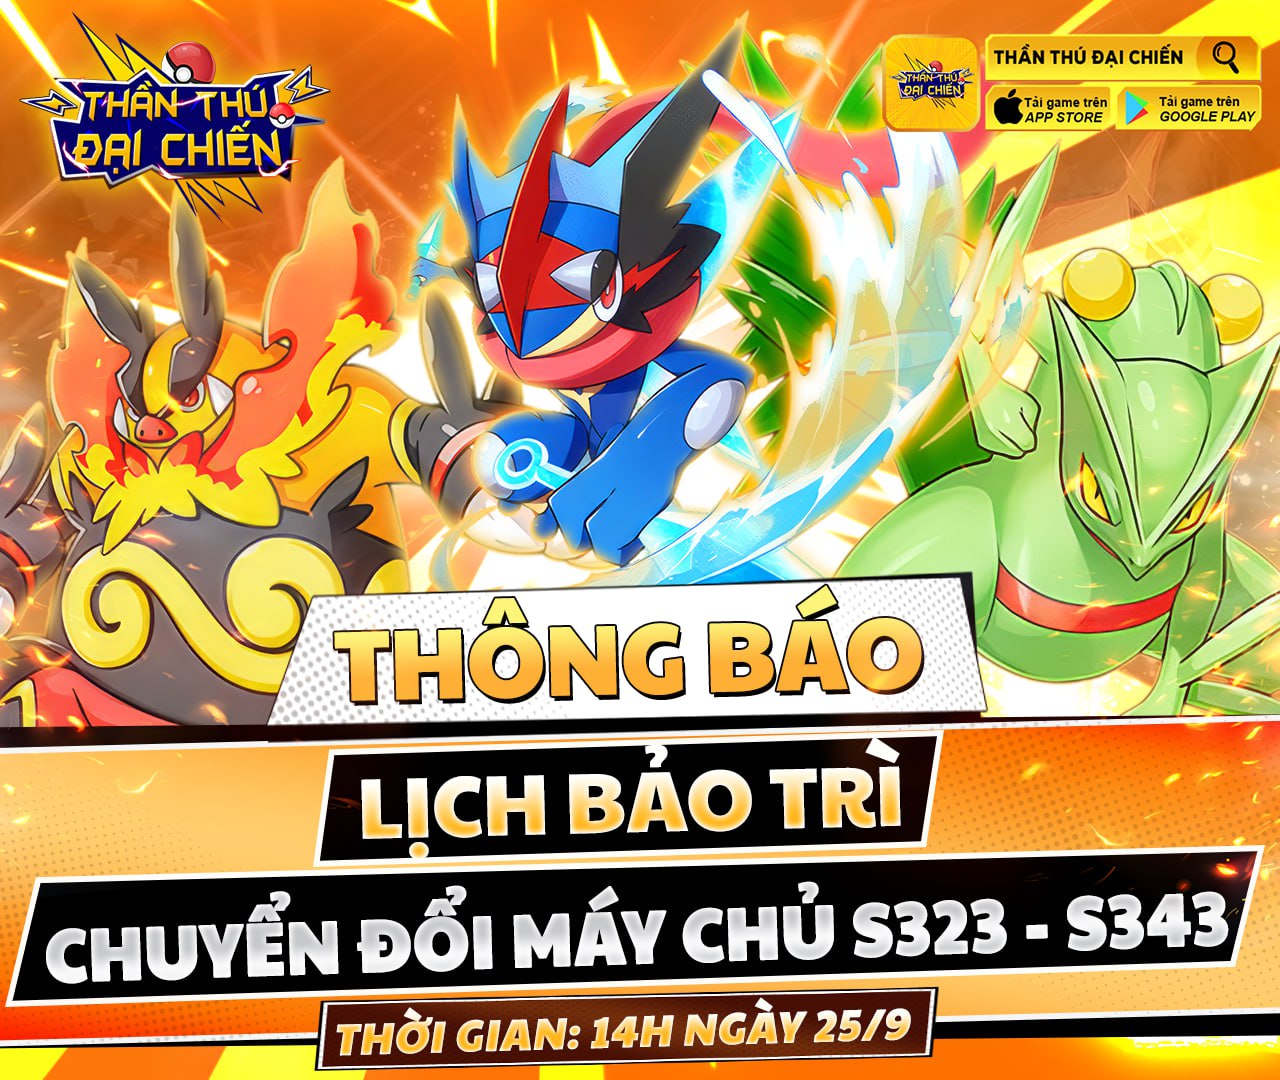 THẦN THÚ
ĐẠI CHIẾN
THẦN THÚ
ĐẠI CHIẾN
THẦN THÚ ĐẠI CHIẾN
Tải game trên
APP STORE
Tải game trên
GOOGLE PLAY
THÔNG BÁO
LỊCH BẢO TRÌ
CHUYỂN ĐỔI MÁY CHỦ S323 - S343
THỜI GIAN: 14H NGÀY 25/9